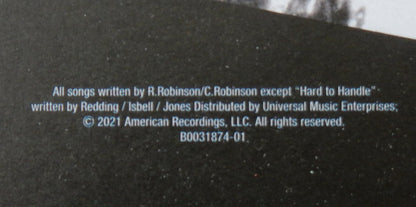 All songs written by R.Robinson/C.Robinson except "Hard to Handle"
written by Redding / Isbell / Jones Distributed by Universal Music Enterprises.
© 2021 American Recordings, LLC. All rights reserved.
B0031874-01